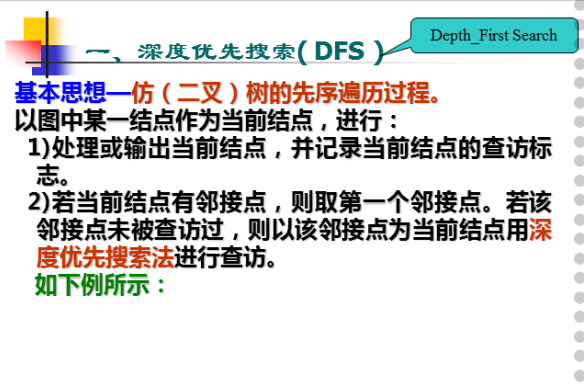 Depth_First Search
一、深度优先搜索( DFS )
基本思想—仿（二叉）树的先序遍历过程。
以图中某一结点作为当前结点，进行：
1)处理或输出当前结点，并记录当前结点的查访标
志。
2)若当前结点有邻接点，则取第一个邻接点。若该
邻接点未被查访过，则以该邻接点为当前结点用深
度优先搜索法进行查访。
如下例所示：